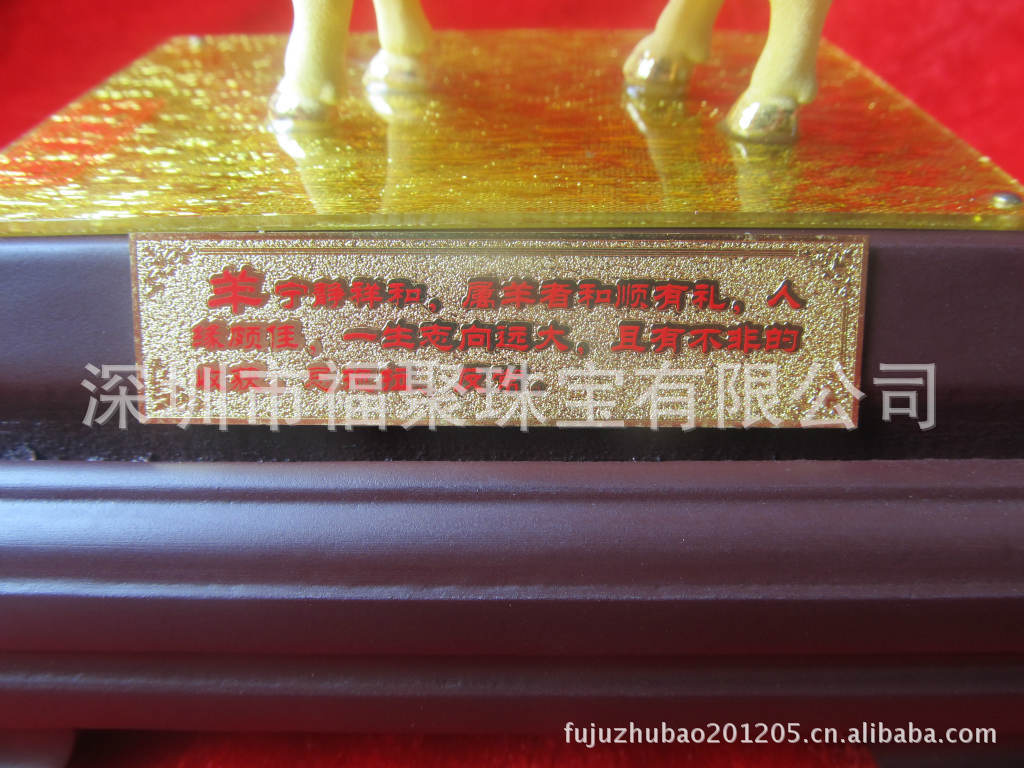 羊宁静祥和，属羊者和顺有礼，人
缘颇佳，一生志向远大，且有不非的
收获，
深圳市福聚珠宝有限公司
fujuzhubao201205.cn.alibaba.com